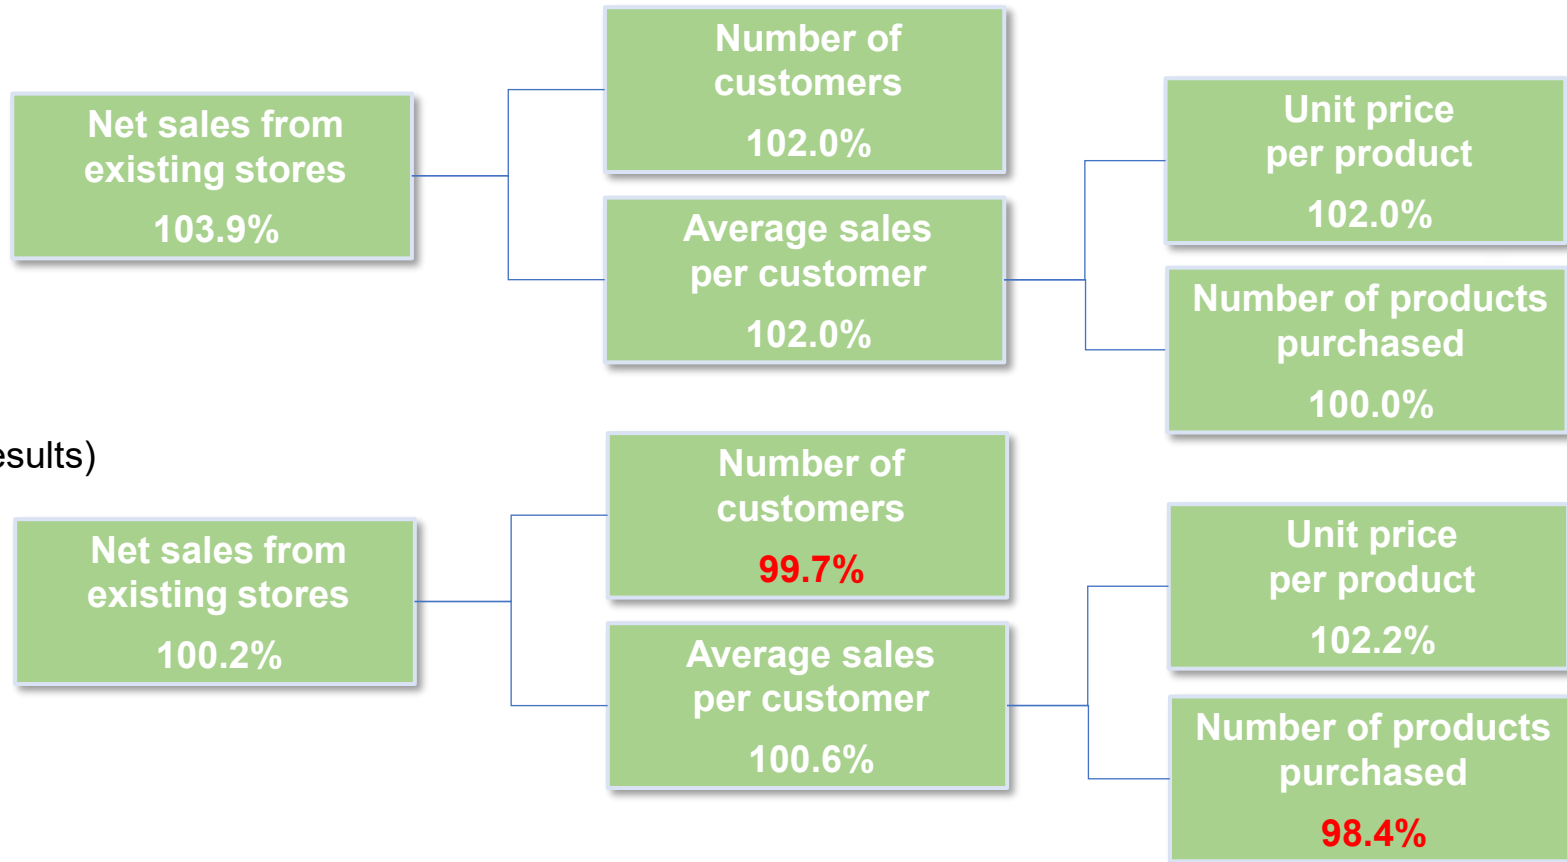 Net sales from
existing stores
103.9%
Number of
customers
102.0%
Average sales
per customer
102.0%
Unit price
per product
102.0%
Number of products
purchased
100.0%
esults)
Net sales from
existing stores
100.2%
Number of
customers
99.7%
Average sales
per customer
100.6%
Unit price
per product
102.2%
Number of products
purchased
98.4%